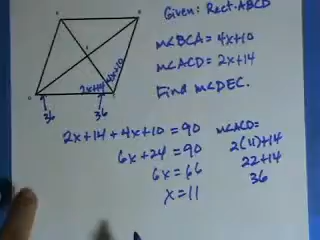 Given: Rect. ABCD
m∠BCA = 4x+10
m∠ACD = 2x+14
Find m∠DEC.
4x+10
2x+14
36
36
2x+14+4x+10=90
6x+24=90
6x=66
x=11
m∠ACD=
2(11)+14
22+14
36